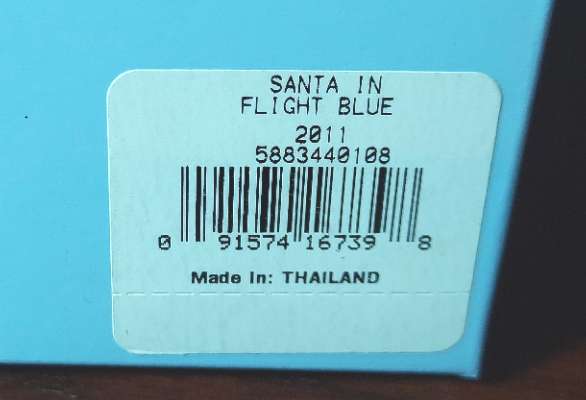 SANTA IN
FLIGHT BLUE
2011
5883440108
0 91574 16739 8
Made In: THAILAND